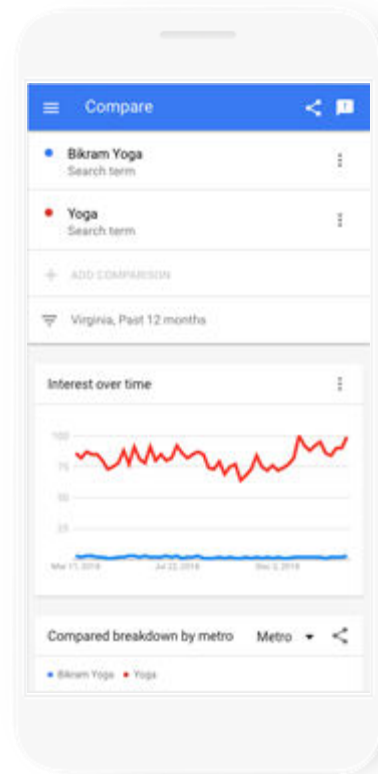 Compare
Bikram Yoga
Search term
Yoga
Search term
+ ADD COMPARISON
Virginia, Past 12 months
Interest over time
100
75
50
25
Mar 11, 2018 Jul 22, 2018 Dec 2, 2018
Compared breakdown by metro Metro
Bikram Yoga Yoga